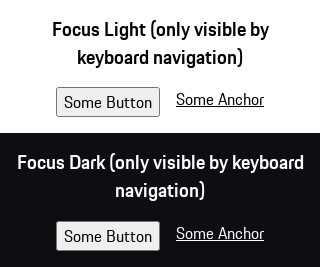 Focus Light (only visible by
keyboard navigation)
Some Button Some Anchor
Focus Dark (only visible by keyboard
navigation)
Some Button Some Anchor